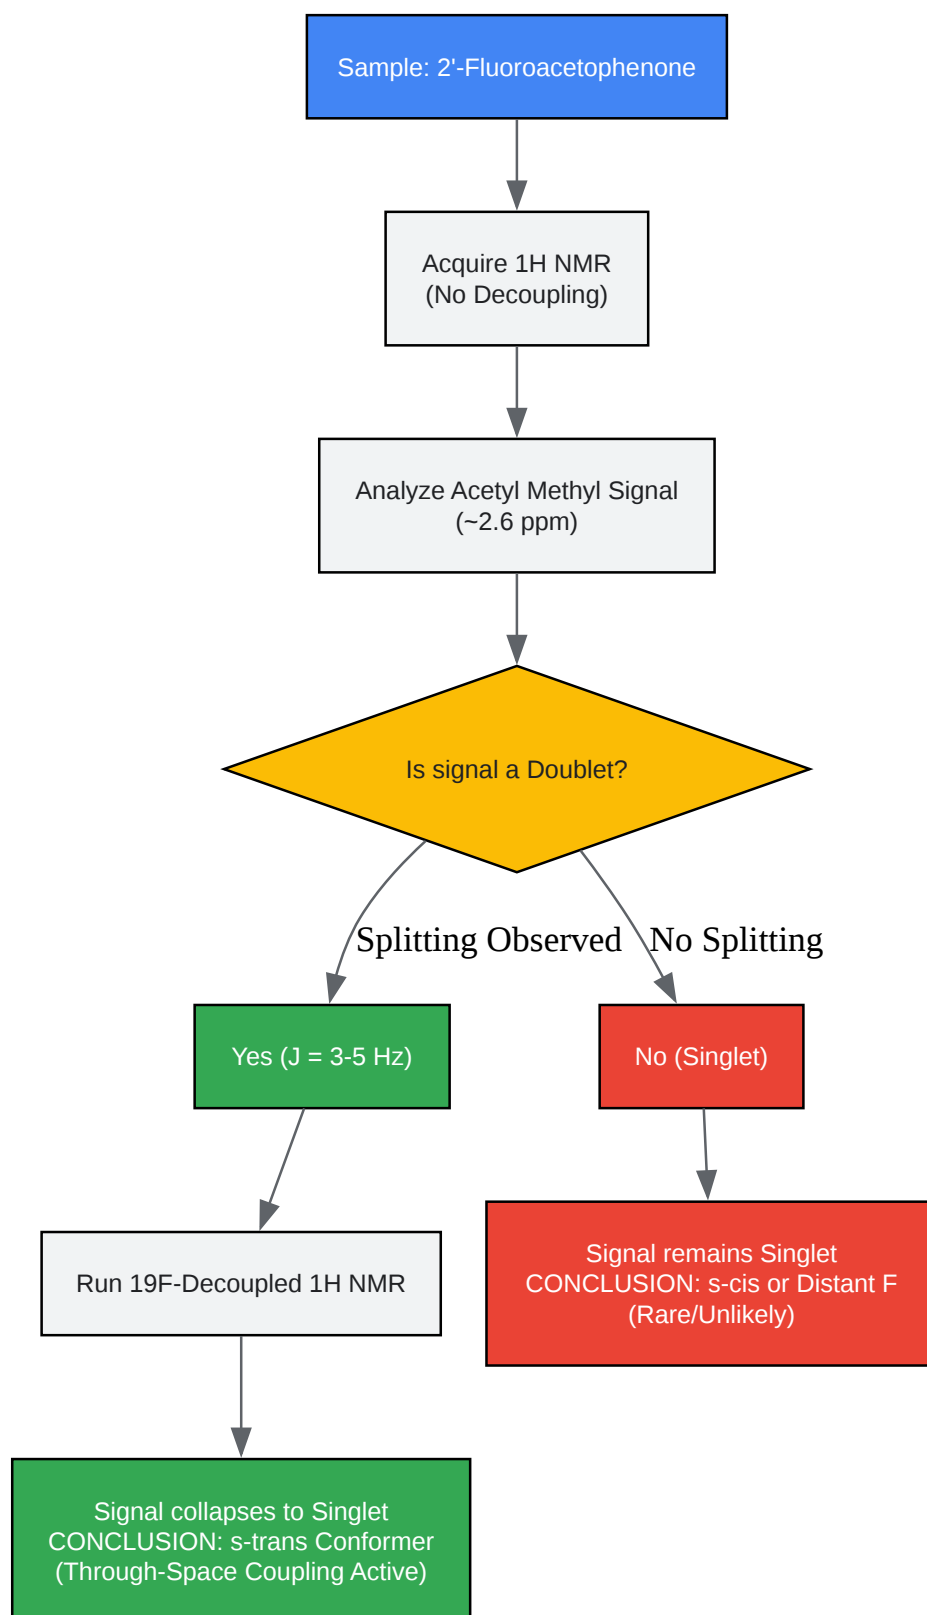 Sample: 2'-Fluoroacetophenone
Acquire 1H NMR
(No Decoupling)
Analyze Acetyl Methyl Signal
(~2.6 ppm)
Is signal a Doublet?
Splitting Observed
No Splitting
Yes (J = 3-5 Hz)
No (Singlet)
Run 19F-Decoupled 1H NMR
Signal remains Singlet
CONCLUSION: s-cis or Distant F
(Rare/Unlikely)
Signal collapses to Singlet
CONCLUSION: s-trans Conformer
(Through-Space Coupling Active)